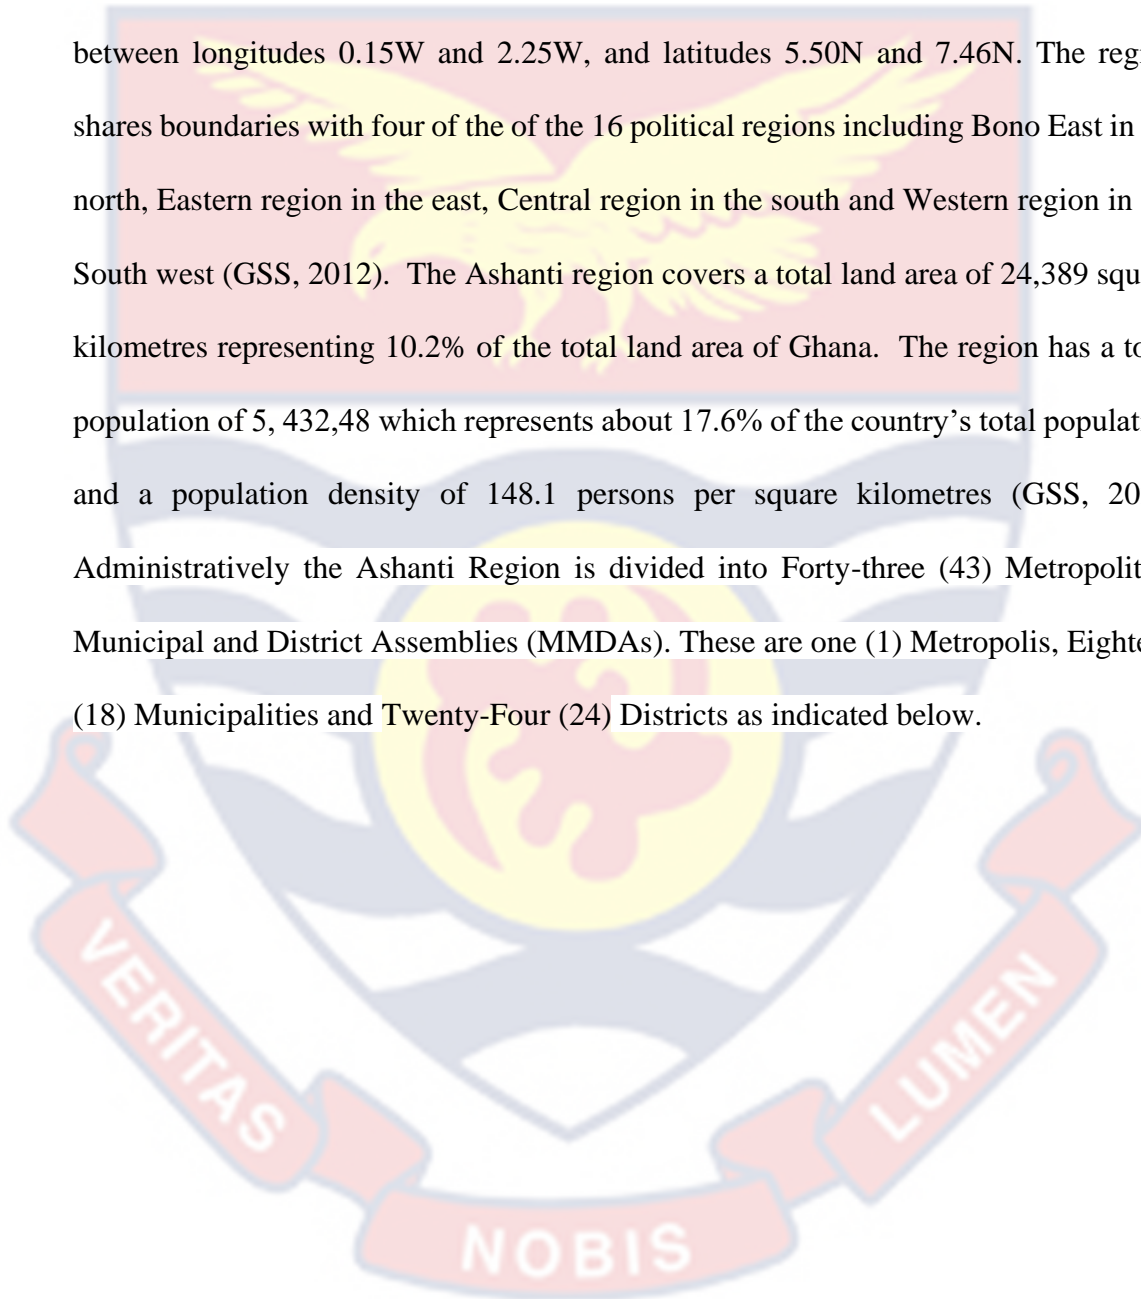 between longitudes 0.15W and 2.25W, and latitudes 5.50N and 7.46N. The regi
shares boundaries with four of the of the 16 political regions including Bono East in
north, Eastern region in the east, Central region in the south and Western region in
South west (GSS, 2012). The Ashanti region covers a total land area of 24,389 squ
kilometres representing 10.2% of the total land area of Ghana. The region has a to
population of 5, 432,48 which represents about 17.6% of the country's total populat
and a population density of 148.1 persons per square kilometres (GSS, 20
Administratively the Ashanti Region is divided into Forty-three (43) Metropolit
Municipal and District Assemblies (MMDAs). These are one (1) Metropolis, Eighte
(18) Municipalities and Twenty-Four (24) Districts as indicated below.
VERITAS
NOBIS
LUMEN